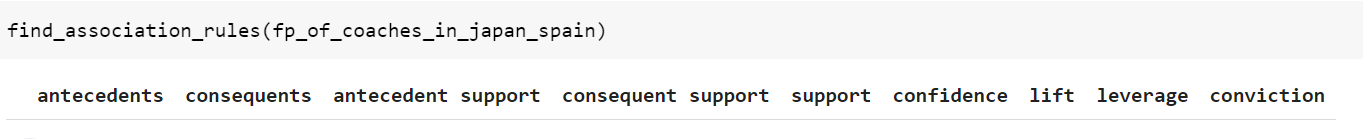 find_association_rules(fp_of_coaches_in_japan_spain)
antecedents consequents antecedent support consequent support support confidence lift leverage conviction